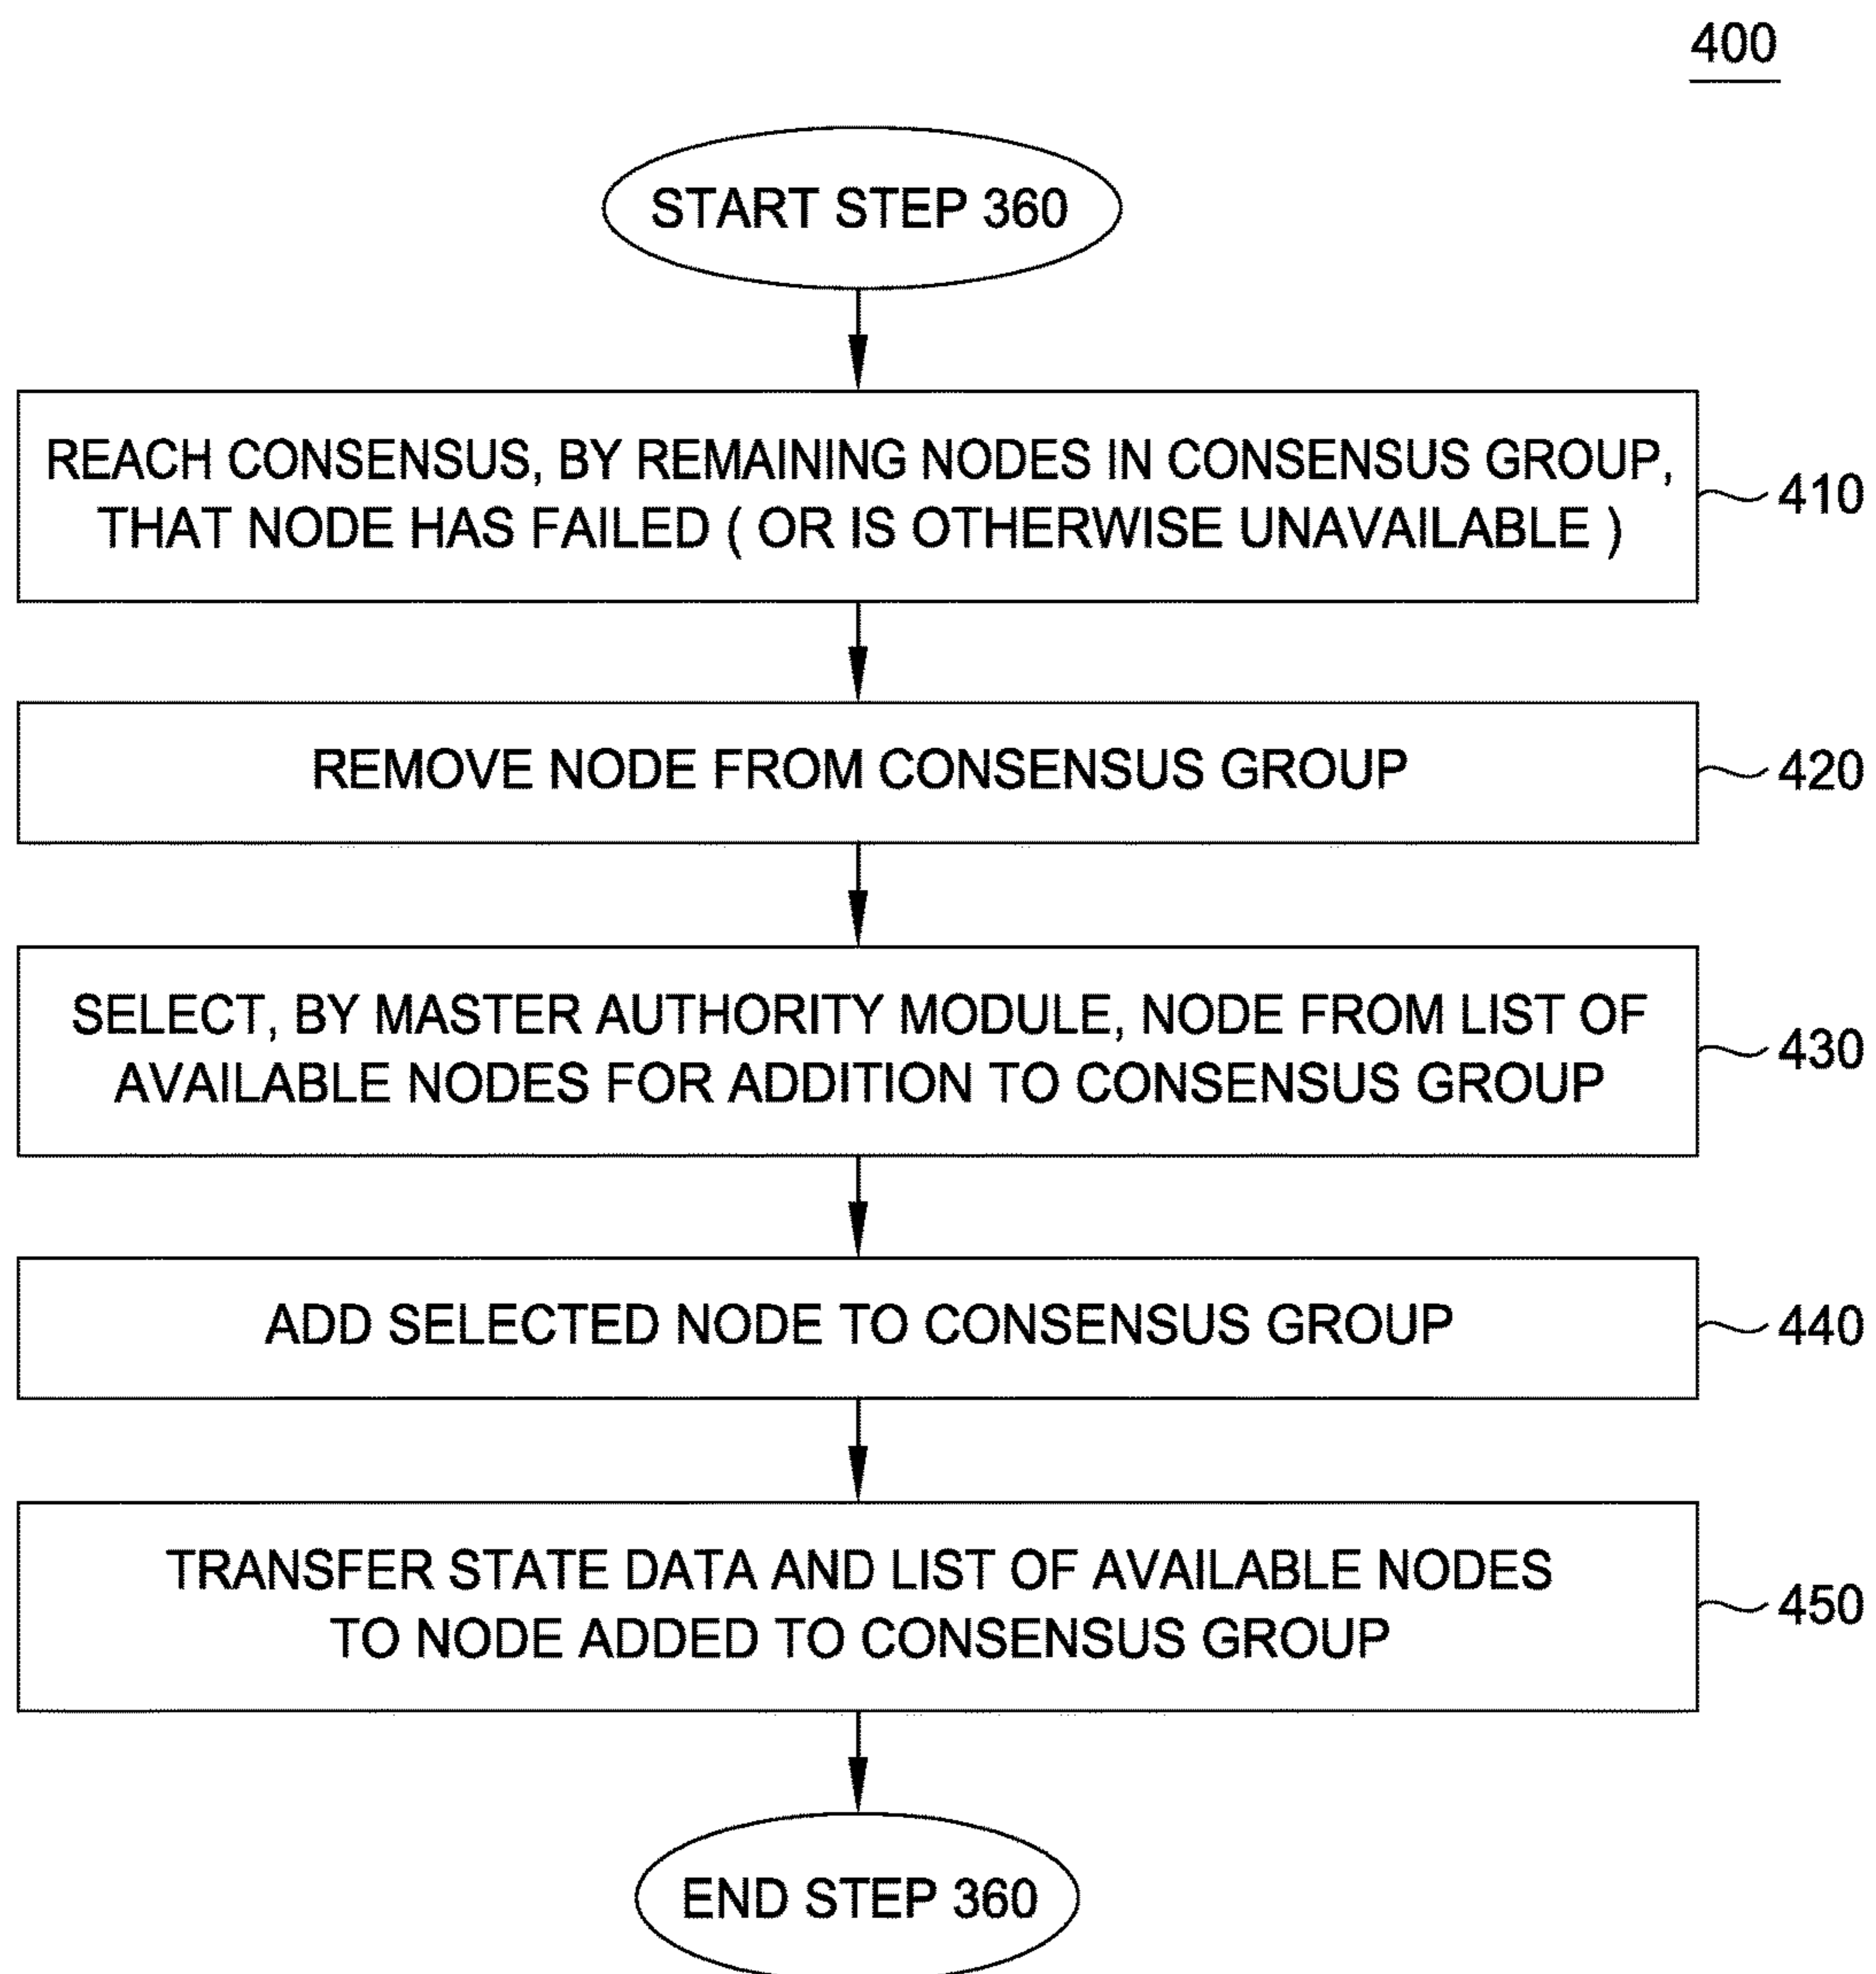 400
START STEP 360
REACH CONSENSUS, BY REMAINING NODES IN CONSENSUS GROUP,
THAT NODE HAS FAILED ( OR IS OTHERWISE UNAVAILABLE )
410
REMOVE NODE FROM CONSENSUS GROUP
420
SELECT, BY MASTER AUTHORITY MODULE, NODE FROM LIST OF
AVAILABLE NODES FOR ADDITION TO CONSENSUS GROUP
430
ADD SELECTED NODE TO CONSENSUS GROUP
440
TRANSFER STATE DATA AND LIST OF AVAILABLE NODES
TO NODE ADDED TO CONSENSUS GROUP
450
END STEP 360